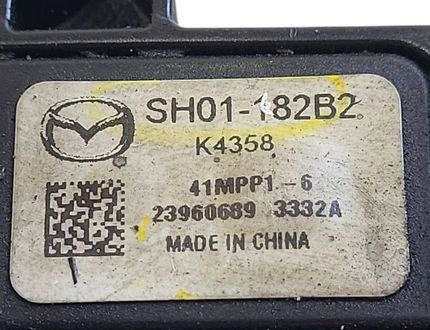 SH01-182B2
K4358
41MPP1-6
23960689 3332A
MADE IN CHINA